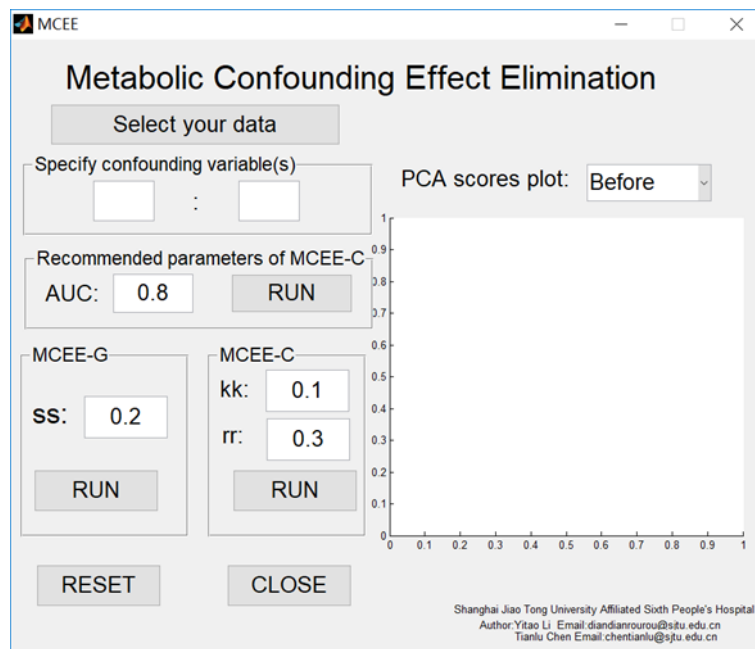 MCEE
Metabolic Confounding Effect Elimination
Select your data
Specify confounding variable(s)
:
PCA scores plot: Before
Recommended parameters of MCEE-C
AUC: 0.8 RUN
MCEE-G
ss: 0.2
RUN
MCEE-C
kk: 0.1
rr: 0.3
RUN
1
0.9
0.8
0.7
0.6
0.5
0.4
0.3
0.2
0.1
0
0 0.1 0.2 0.3 0.4 0.5 0.6 0.7 0.8 0.9 1
RESET CLOSE
Shanghai Jiao Tong University Affiliated Sixth People's Hospital
Author:Yitao Li Email:diandianrourou@sjtu.edu.cn
Tianlu Chen Email:chentianlu@sjtu.edu.cn